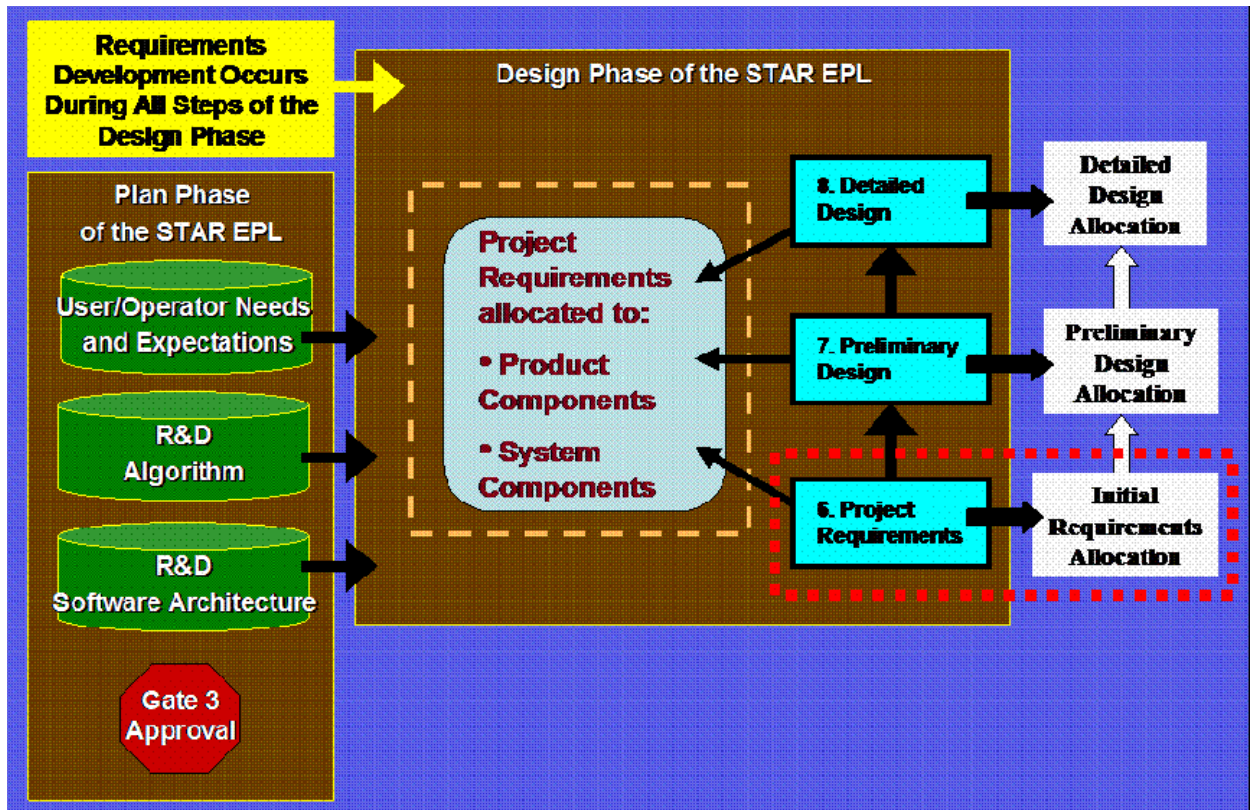 Requirements
Development Occurs
During All Steps of the
Design Phase
Plan Phase
of the STAR EPL
User/Operator Needs
and Expectations
R&D
Algorithm
R&D
Software Architecture
Gate 3
Approval
Design Phase of the STAR EPL
Project
Requirements
allocated to:
• Product
Components
• System
Components
8. Detailed
Design
7. Preliminary
Design
6. Project
Requirements
Detailed
Design
Allocation
Preliminary
Design
Allocation
Initial
Requirements
Allocation